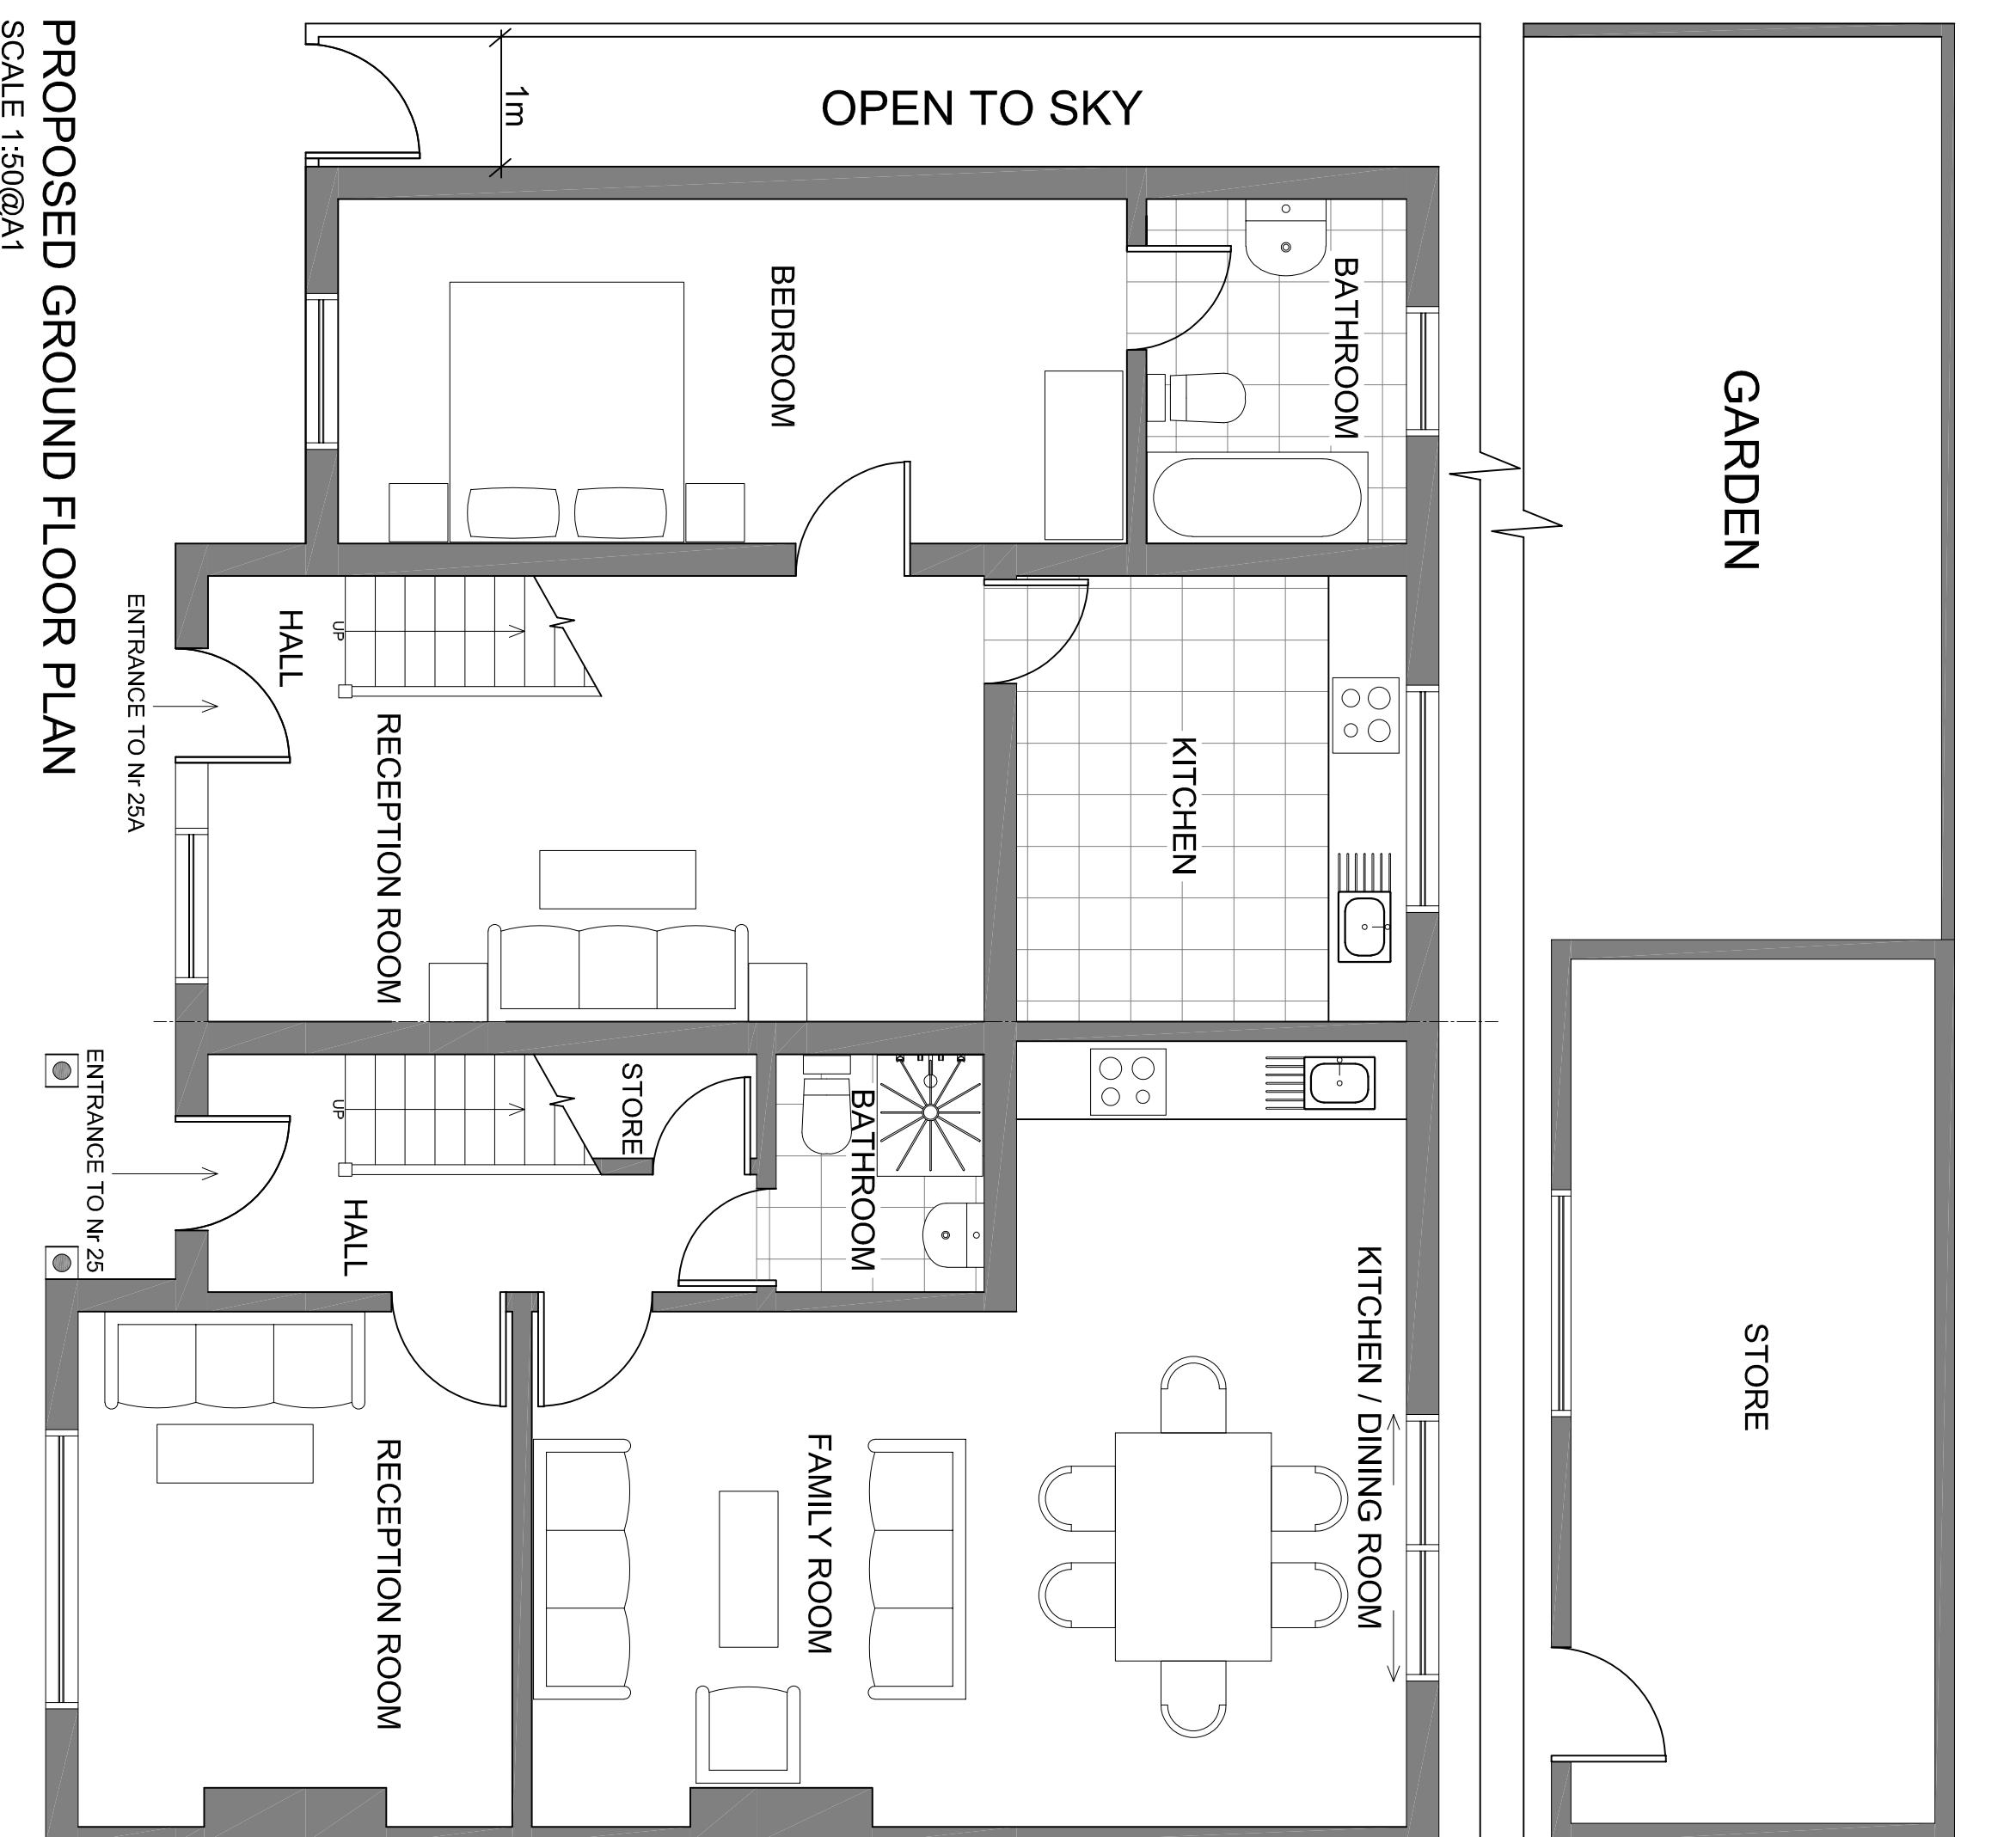 OPEN TO SKY
1m
BEDROOM
BATHROOM
GARDEN
HALL
UP
RECEPTION ROOM
KITCHEN
ENTRANCE TO Nr 25A
STORE
UP
BATHROOM
HALL
ENTRANCE TO Nr 25
KITCHEN / DINING ROOM
FAMILY ROOM
RECEPTION ROOM
STORE
PROPOSED GROUND FLOOR PLAN
SCALE 1:50@A1